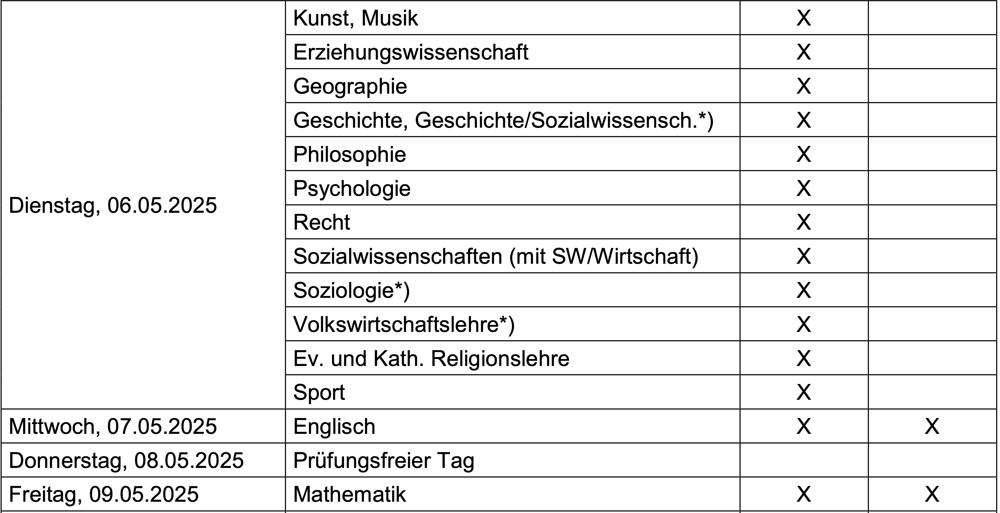 Kunst, Musik X
Erziehungswissenschaft X
Geographie X
Geschichte, Geschichte/Sozialwissensch.*) X
Philosophie X
Psychologie X
Dienstag, 06.05.2025
Recht X
Sozialwissenschaften (mit SW/Wirtschaft) X
Soziologie*) X
Volkswirtschaftslehre*) X
Ev. und Kath. Religionslehre X
Sport X
Mittwoch, 07.05.2025 Englisch X X
Donnerstag, 08.05.2025 Prüfungsfreier Tag
Freitag, 09.05.2025 Mathematik X X